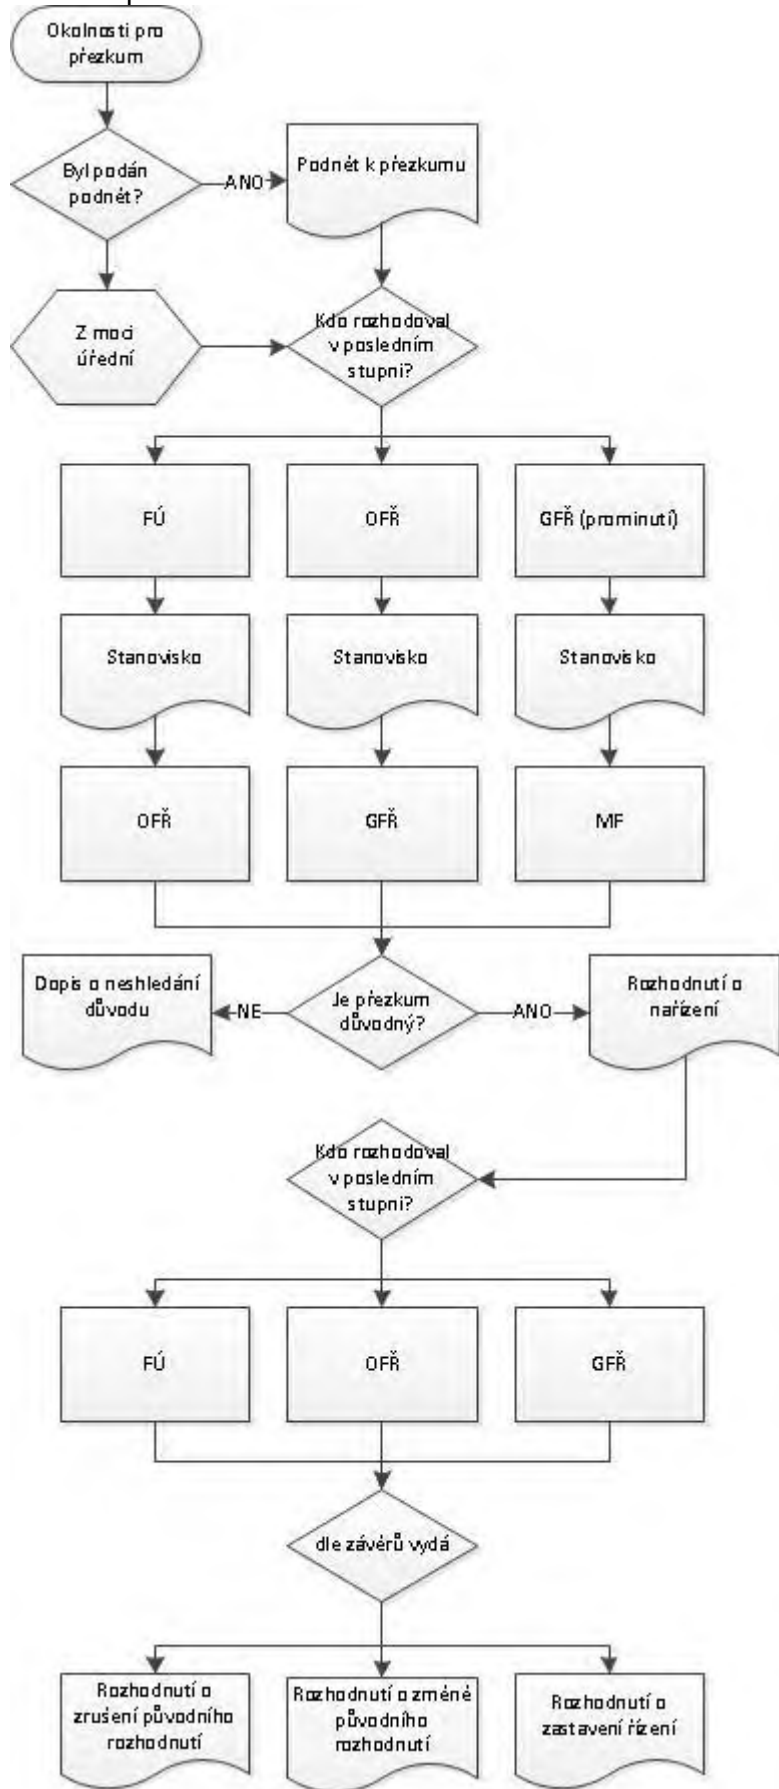 Okolnosti pro
přezkum
Byl podán
podnět?
ANO
Podnět k přezkumu
Z moci
úřední
Kdo rozhodoval
v posledním
stupni?
FÚ
OFŘ
GFŘ (prominutí)
Stanovisko
Stanovisko
Stanovisko
OFŘ
GFŘ
MF
Dopis o neshledání
důvodu
NE
Je přezkum
důvodný?
ANO
Rozhodnutí o
nařízení
Kdo rozhodoval
v posledním
stupni?
FÚ
OFŘ
GFŘ
dle závěrů vydá
Rozhodnutí o
zrušení původního
rozhodnutí
Rozhodnutí o změně
původního
rozhodnutí
Rozhodnutí o
zastavení řízení